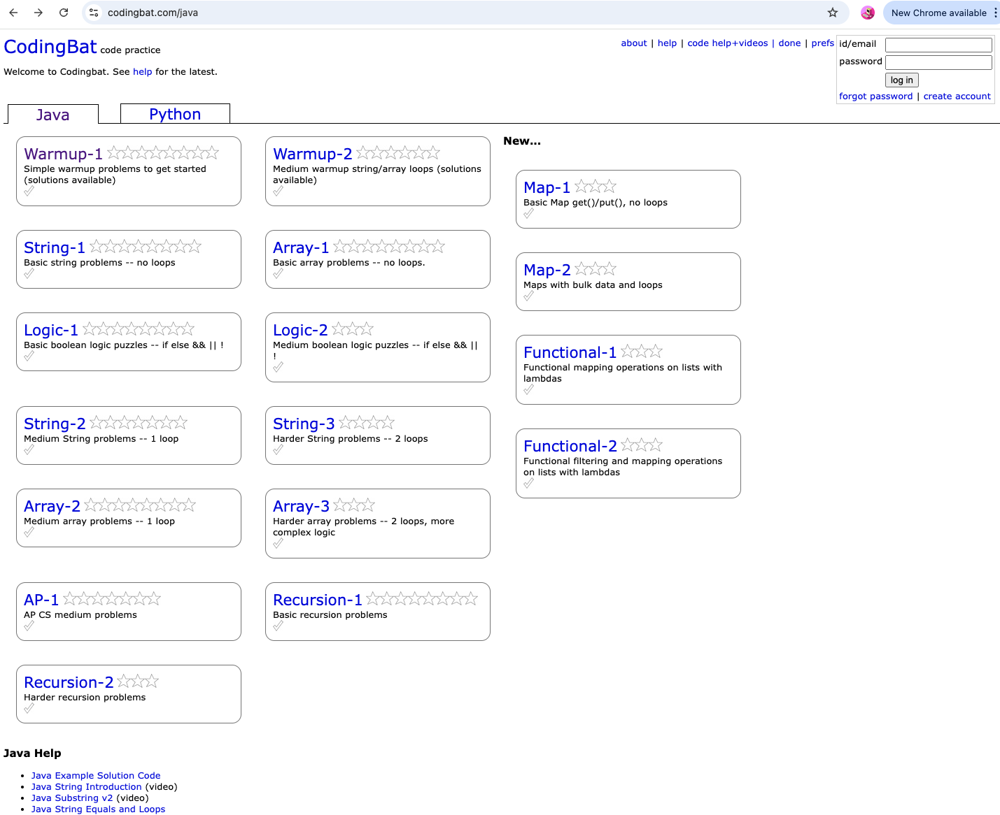 codingbat.com/java
New Chrome available
CodingBat code practice
about | help | code help+videos | done | prefs
id/email
password
log in
forgot password | create account
Welcome to Codingbat. See help for the latest.
Java
Python
Warmup-1
Simple warmup problems to get started
(solutions available)
Warmup-2
Medium warmup string/array loops (solutions
available)
String-1
Basic string problems -- no loops
Array-1
Basic array problems -- no loops.
Logic-1
Basic boolean logic puzzles -- if else && || !
Logic-2
Medium boolean logic puzzles -- if else && ||
!
String-2
Medium String problems -- 1 loop
String-3
Harder String problems -- 2 loops
Array-2
Medium array problems -- 1 loop
Array-3
Harder array problems -- 2 loops, more
complex logic
AP-1
AP CS medium problems
Recursion-1
Basic recursion problems
Recursion-2
Harder recursion problems
New...
Map-1
Basic Map get()/put(), no loops
Map-2
Maps with bulk data and loops
Functional-1
Functional mapping operations on lists with
lambdas
Functional-2
Functional filtering and mapping operations
on lists with lambdas
Java Help
• Java Example Solution Code
• Java String Introduction (video)
• Java Substring v2 (video)
• Java String Equals and Loops